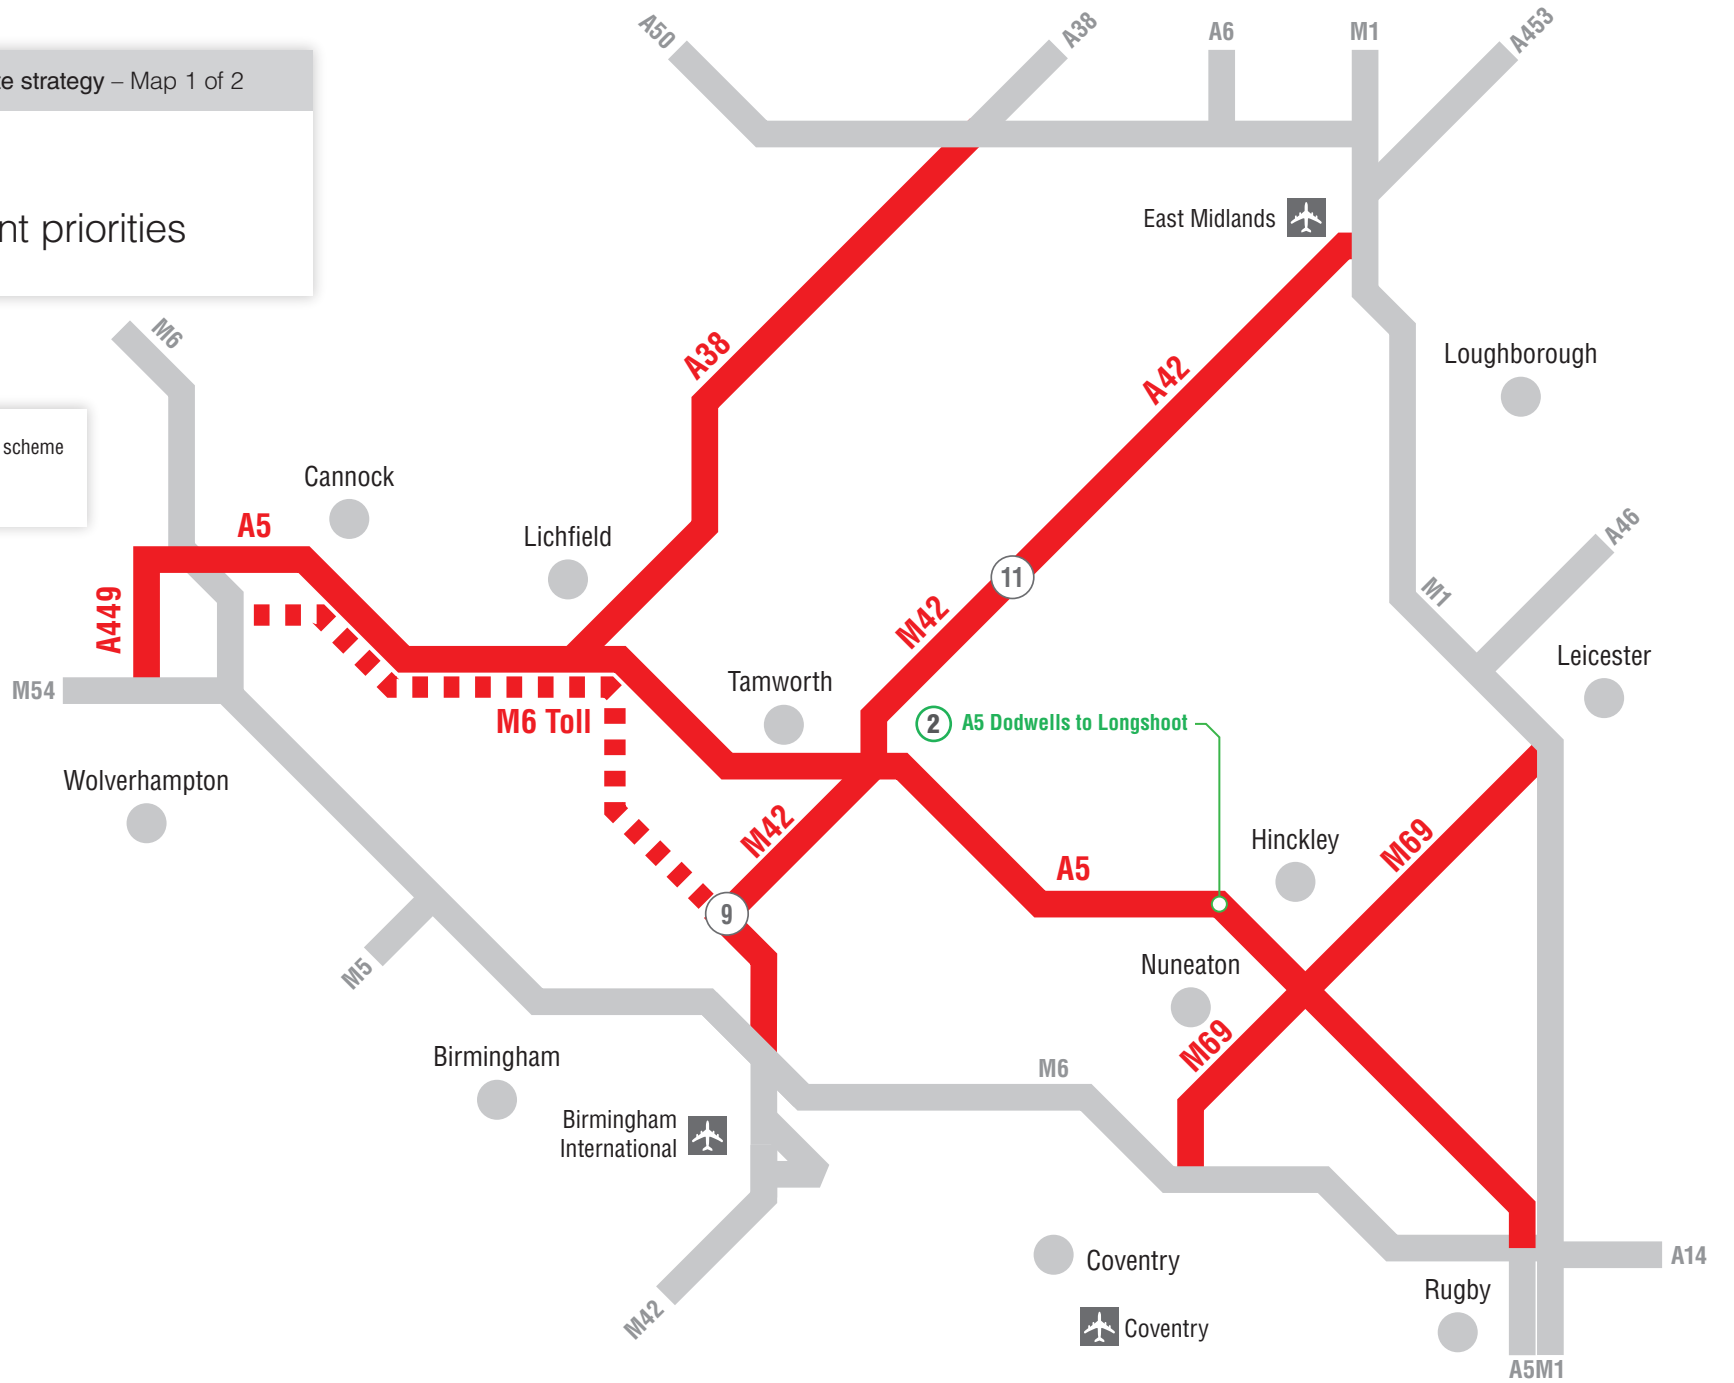 strategy – Map 1 of 2
priorities
scheme
A50
A38
A6
M1
A453
East Midlands
M6
A38
A42
Loughborough
Cannock
A5
Lichfield
A449
11
M42
M1
A46
M54
Tamworth
M6 Toll
2 A5 Dodwells to Longshoot
Leicester
Wolverhampton
M42
Hinckley
M69
A5
9
M5
Nuneaton
M69
Birmingham
M6
Birmingham
International
M42
Coventry
Coventry
A14
Rugby
A5 M1